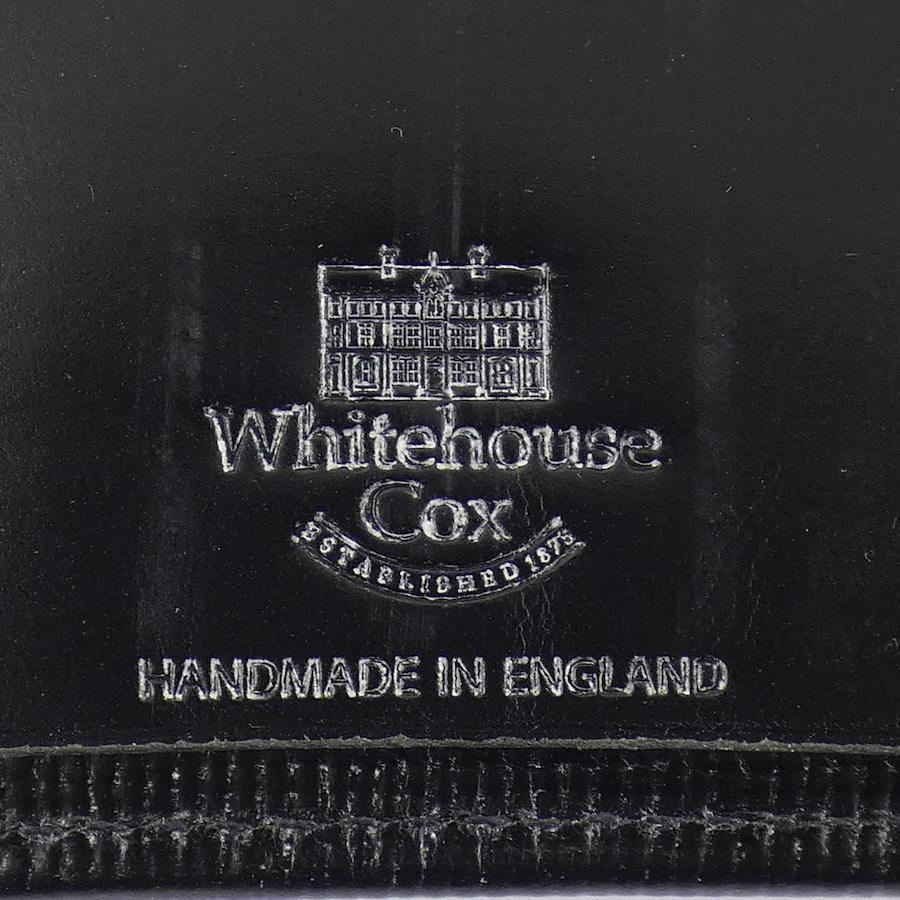 Whitehouse
Cox
ESTABLISHED 1875
HANDMADE IN ENGLAND